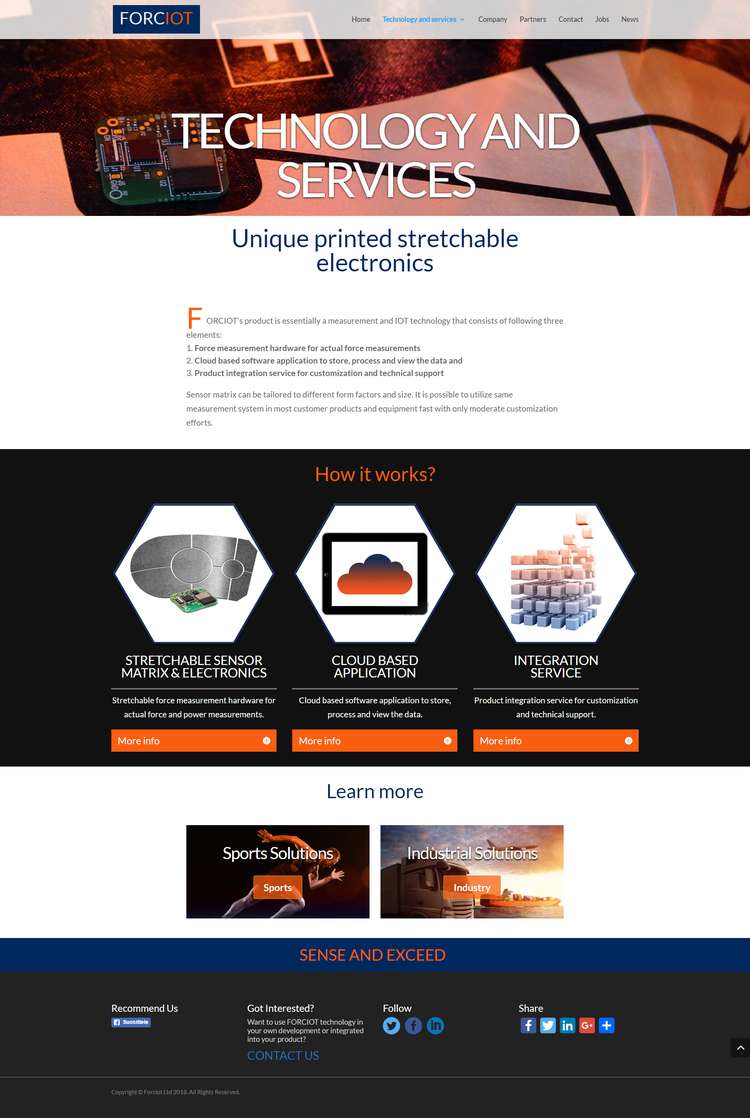 FORCIOT
Home
Technology and services
Company
Partners
Contact
Jobs
News
TECHNOLOGY AND
SERVICES
Unique printed stretchable
electronics
FORCIOT's product is essentially a measurement and IOT technology that consists of following three
elements:
1. Force measurement hardware for actual force measurements
2. Cloud based software application to store, process and view the data and
3. Product integration service for customization and technical support
Sensor matrix can be tailored to different form factors and size. It is possible to utilize same
measurement system in most customer products and equipment fast with only moderate customization
efforts.
How it works?
STRETCHABLE SENSOR
MATRIX & ELECTRONICS
Stretchable force measurement hardware for
actual force and power measurements.
More info
CLOUD BASED
APPLICATION
Cloud based software application to store,
process and view the data.
More info
INTEGRATION
SERVICE
Product integration service for customization
and technical support.
More info
Learn more
Sports Solutions
Sports
Industrial Solutions
Industry
SENSE AND EXCEED
Recommend Us
Suosittele
Got Interested?
Want to use FORCIOT technology in
your own development or integrated
into your product?
CONTACT US
Follow
Share
Copyright © Forciot Ltd 2018. All Rights Reserved.